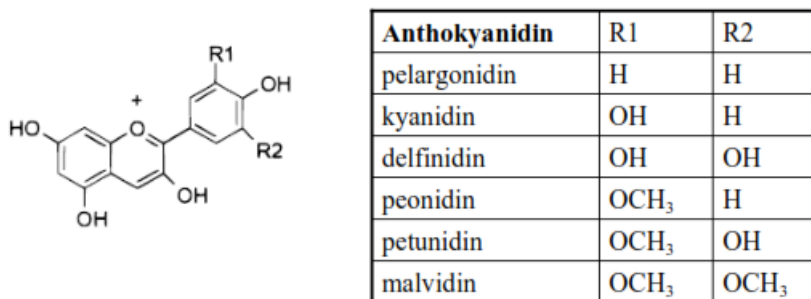 R1
OH
+
HO
O
R2
OH
OH
Anthokyanidin R1 R2
pelargonidin H H
kyanidin OH H
delfinidin OH OH
peonidin OCH₃ H
petunidin OCH₃ OH
malvidin OCH₃ OCH₃